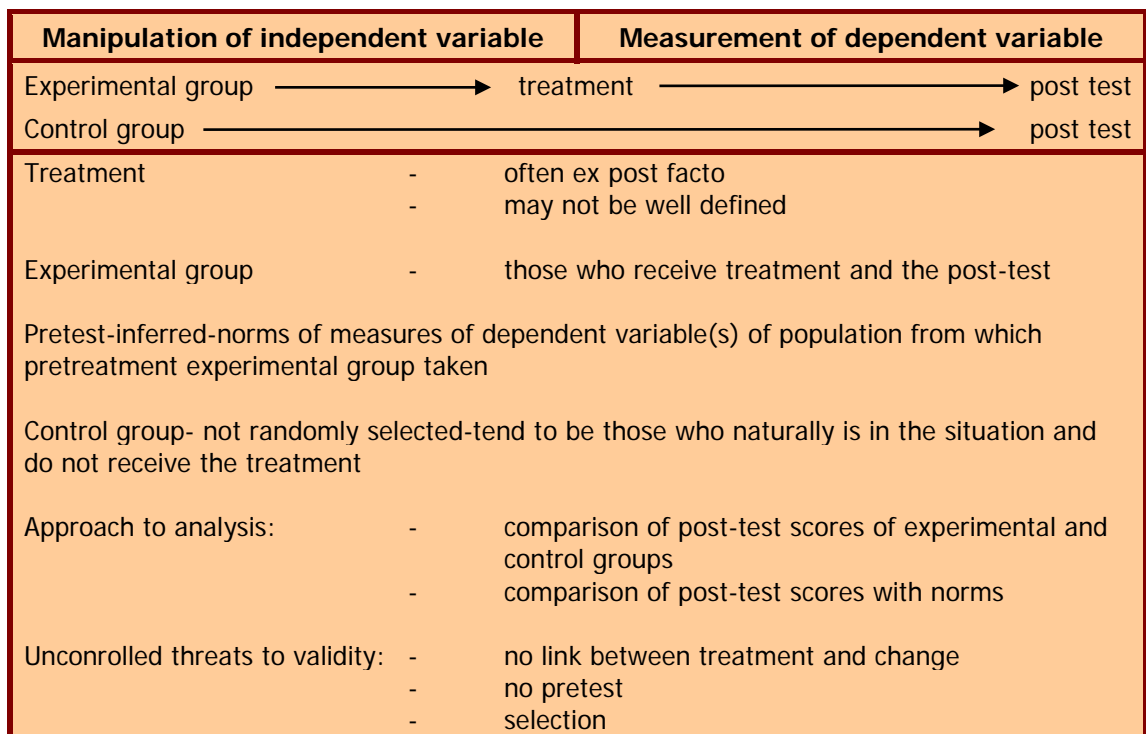 Manipulation of independent variable Measurement of dependent variable
Experimental group treatment post test
Control group post test
Treatment - often ex post facto
- may not be well defined
Experimental group - those who receive treatment and the post-test
Pretest-inferred-norms of measures of dependent variable(s) of population from which
pretreatment experimental group taken
Control group- not randomly selected-tend to be those who naturally is in the situation and
do not receive the treatment
Approach to analysis: - comparison of post-test scores of experimental and
control groups
- comparison of post-test scores with norms
Unconrolled threats to validity: - no link between treatment and change
- no pretest
- selection